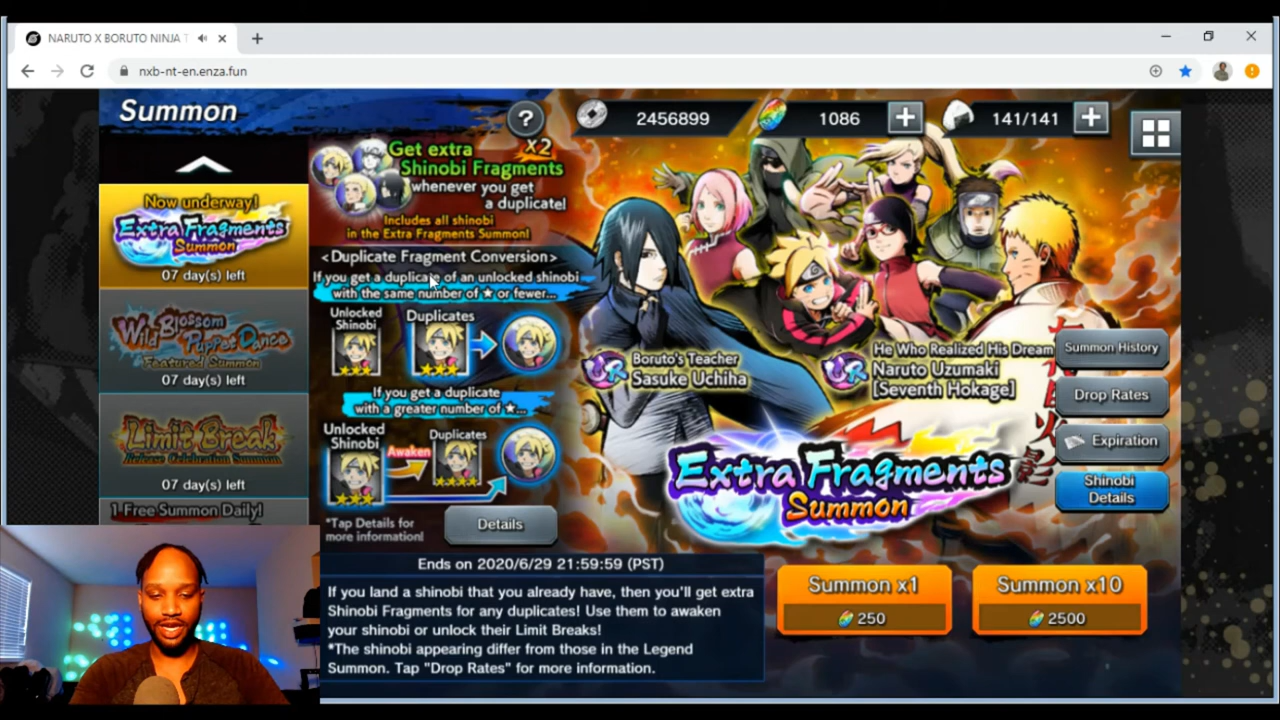 NARUTO X BORUTO NINJA T
nxb-nt-en.enza.fun
Summon
?
2456899
1086
141/141
Now underway!
Extra Fragments
Summon
07 day(s) left
Wild Blossom
Puppet Dance
Featured Summon
07 day(s) left
Limit Break
Release Celebration Summon
07 day(s) left
1 Free Summon Daily!
Get extra x2
Shinobi Fragments
whenever you get
a duplicate!
Includes all shinobi
in the Extra Fragments Summon!
<Duplicate Fragment Conversion>
If you get a duplicate of an unlocked shinobi
with the same number of ★ or fewer...
Unlocked
Shinobi
Duplicates
If you get a duplicate
with a greater number of ★...
Unlocked
Shinobi
Awaken
Duplicates
*Tap Details for
more information!
Details
UR
Boruto's Teacher
Sasuke Uchiha
UR
He Who Realized His Dream
Naruto Uzumaki
[Seventh Hokage]
Summon History
Drop Rates
Expiration
Shinobi
Details
Extra Fragments
Summon
Ends on 2020/6/29 21:59:59 (PST)
If you land a shinobi that you already have, then you'll get extra
Shinobi Fragments for any duplicates! Use them to awaken
your shinobi or unlock their Limit Breaks!
*The shinobi appearing differ from those in the Legend
Summon. Tap "Drop Rates" for more information.
Summon x1
250
Summon x10
2500